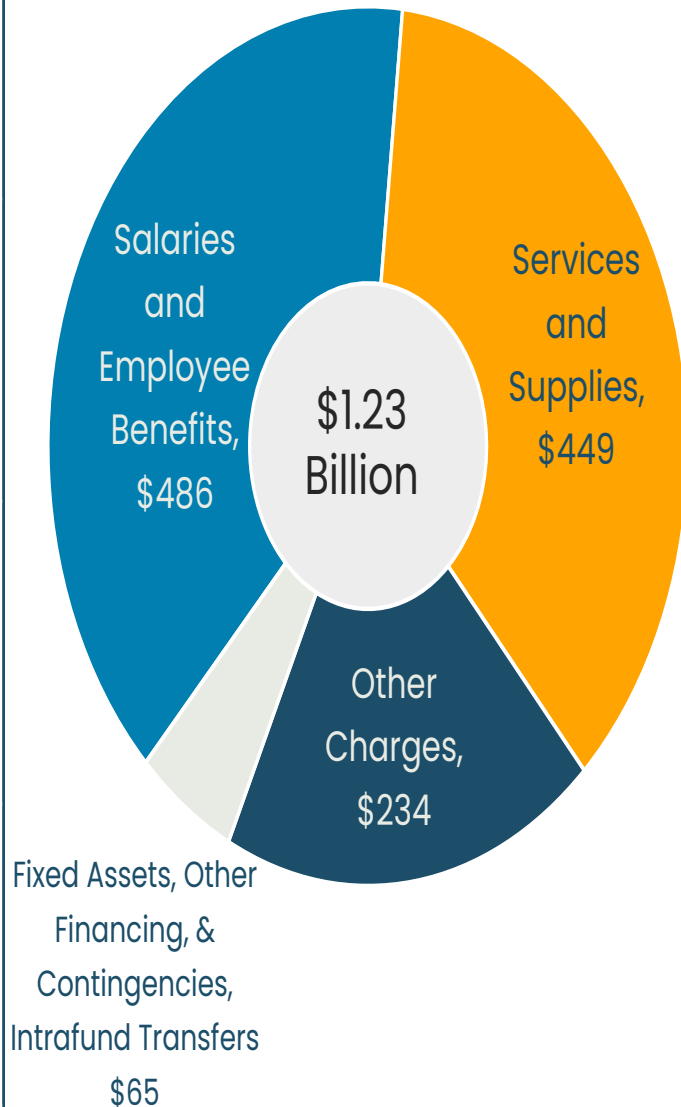 Salaries
and
Employee
Benefits,
$486
Services
and
Supplies,
$449
$1.23
Billion
Other
Charges,
$234
Fixed Assets, Other
Financing, &
Contingencies,
Intrafund Transfers
$65